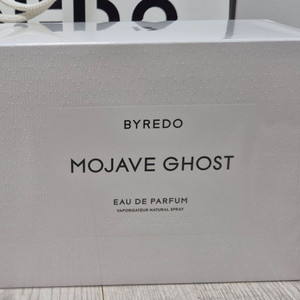 BYREDO
MOJAVE GHOST
EAU DE PARFUM
VAPORISATEUR NATURAL SPRAY